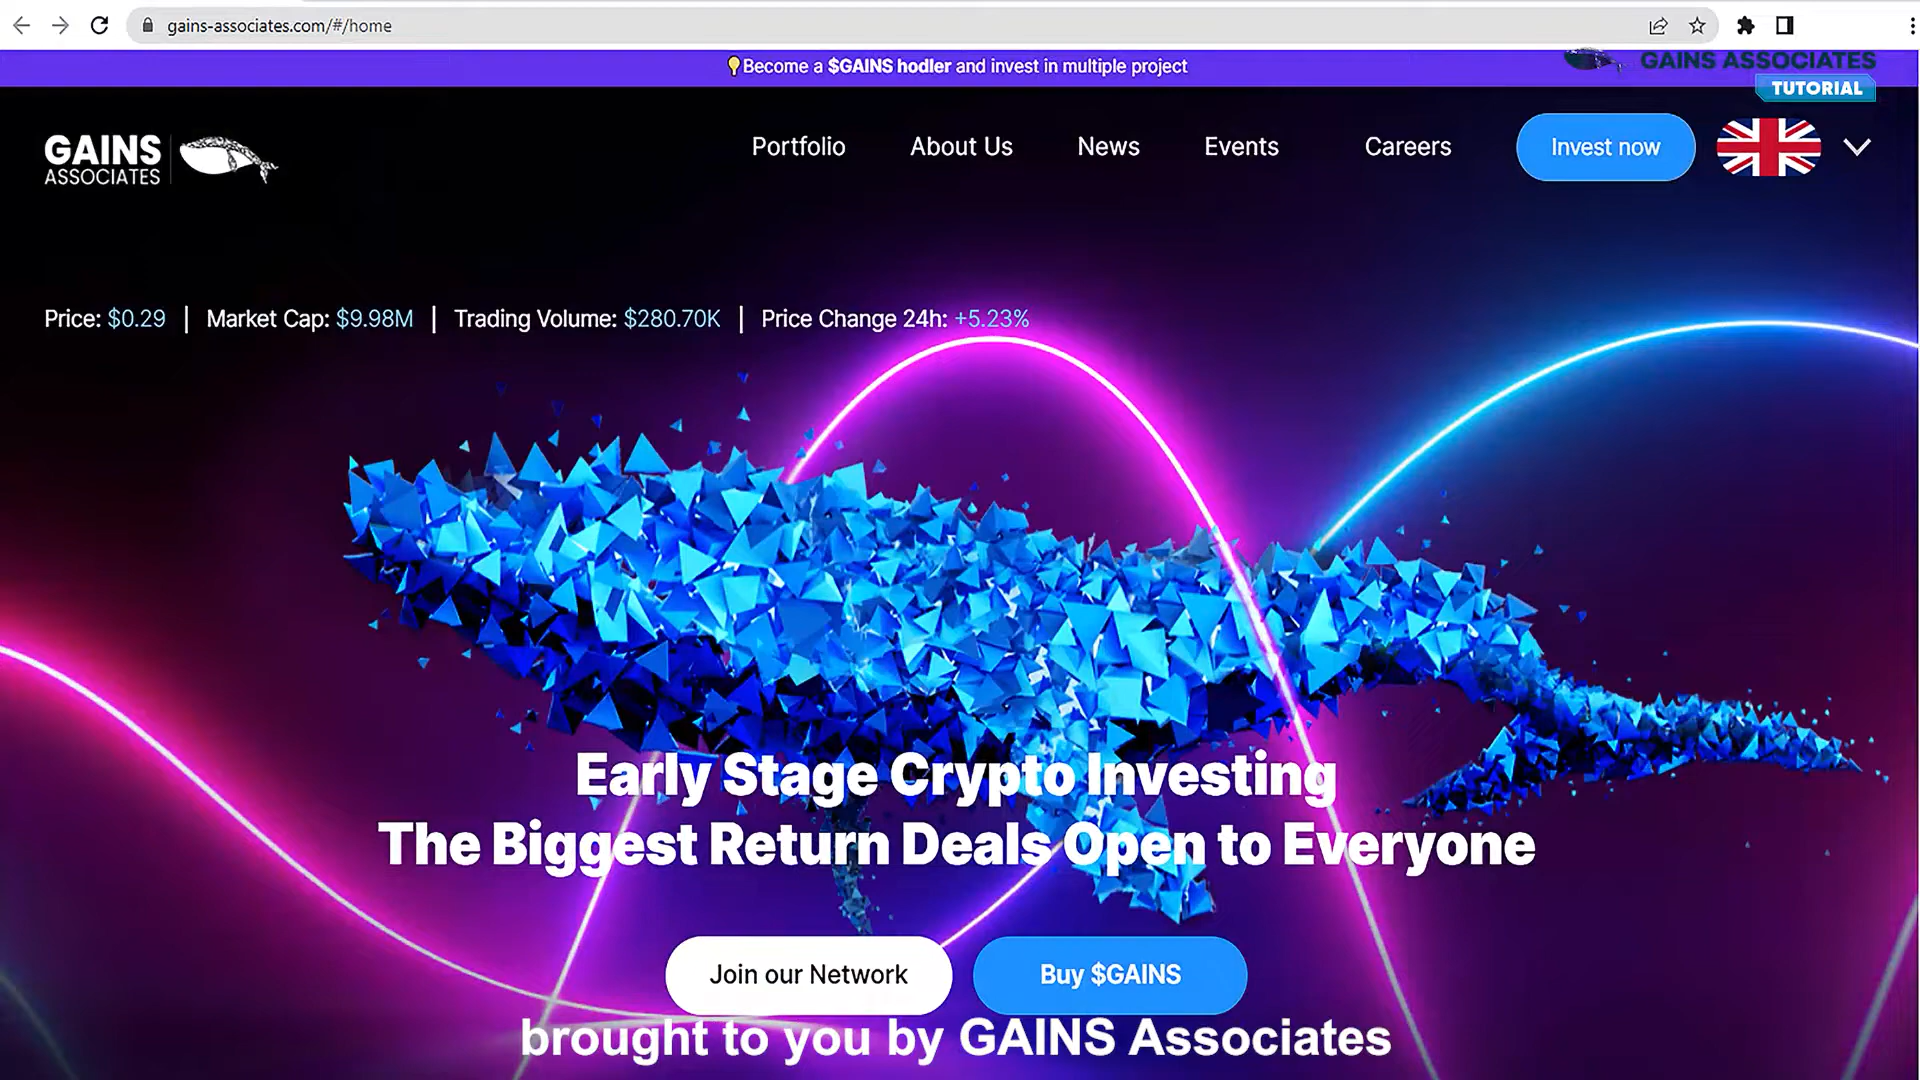 gains-associates.com/#/home
💡Become a $GAINS hodler and invest in multiple project
GAINS ASSOCIATES
TUTORIAL
GAINS
ASSOCIATES
Portfolio
About Us
News
Events
Careers
Invest now
Price: $0.29 | Market Cap: $9.98M | Trading Volume: $280.70K | Price Change 24h: +5.23%
Early Stage Crypto Investing
The Biggest Return Deals Open to Everyone
Join our Network
Buy $GAINS
brought to you by GAINS Associates